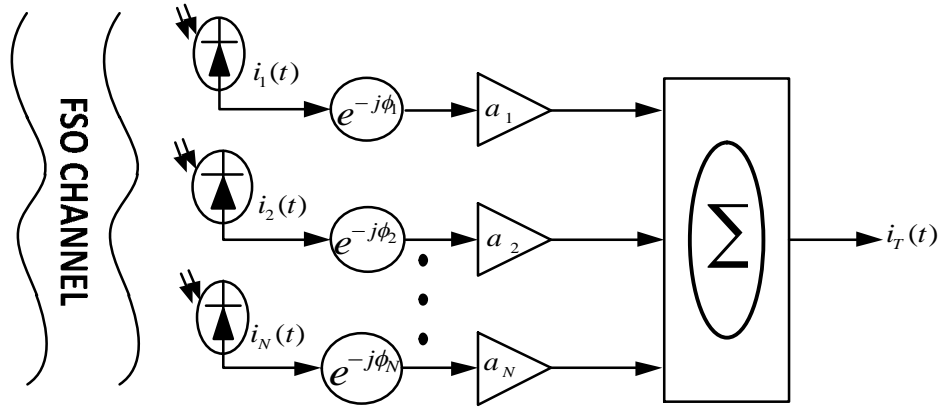 FSO CHANNEL
i₁(t)
e^{-jϕ₁}
a₁
i₂(t)
e^{-jϕ₂}
a₂
i_N(t)
e^{-jϕ_N}
a_N
∑
i_T(t)